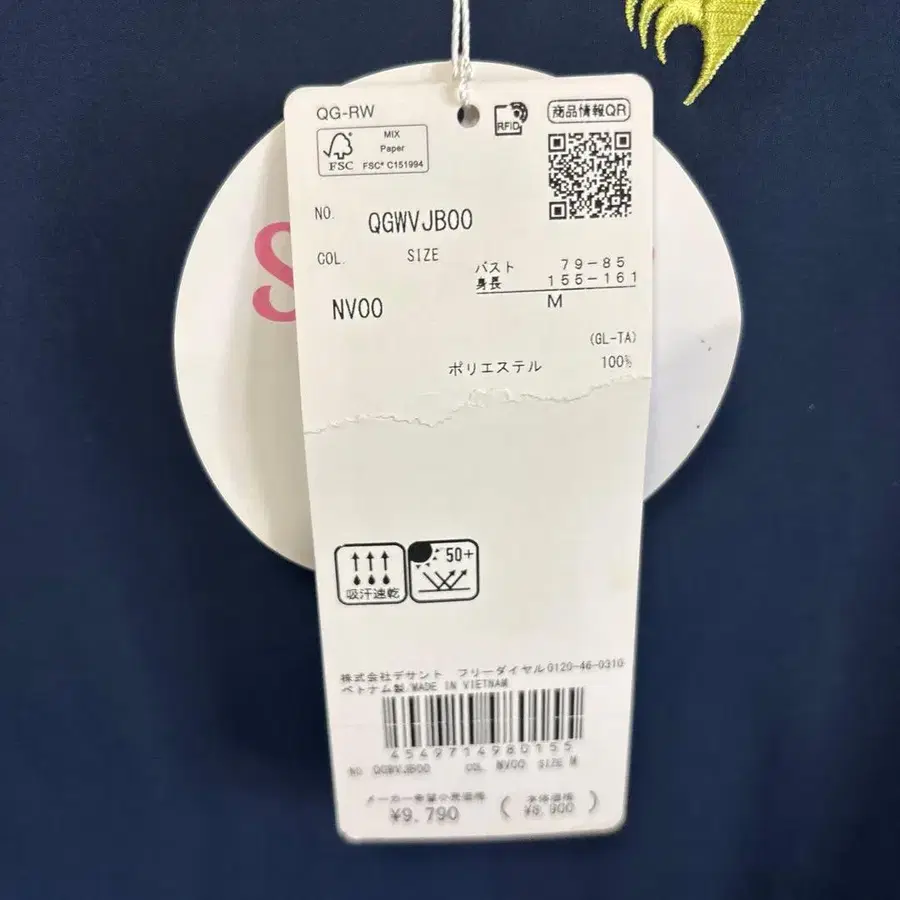 QG-RW
RFID
商品情報QR
MIX
Paper
FSC
FSC® C151994
NO. QGWVJB00
COL. SIZE
バスト 79-85
身長 155-161
NV00 M
(GL-TA)
ポリエステル 100%
S
吸汗速乾
50+
株式会社デサント フリーダイヤル0120-46-0310
ベトナム製/MADE IN VIETNAM
4549714980155
NO. QGWVJB00 COL. NV00 SIZE M
メーカー希望小売価格
¥9,790
(本体価格
¥8,900)